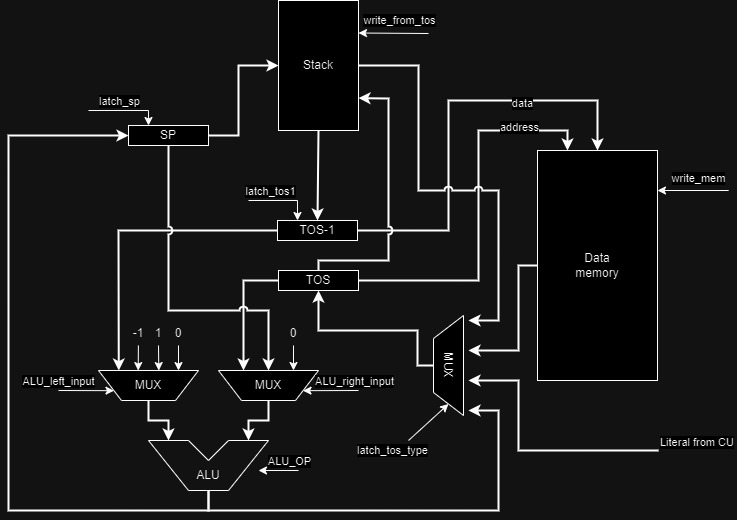 write_from_tos
Stack
latch_sp
data
SP
address
write_mem
latch_tos1
TOS-1
Data
memory
TOS
-1 1 0
0
MUX
ALU_left_input
MUX
MUX
ALU_right_input
Literal from CU
latch_tos_type
ALU_OP
ALU